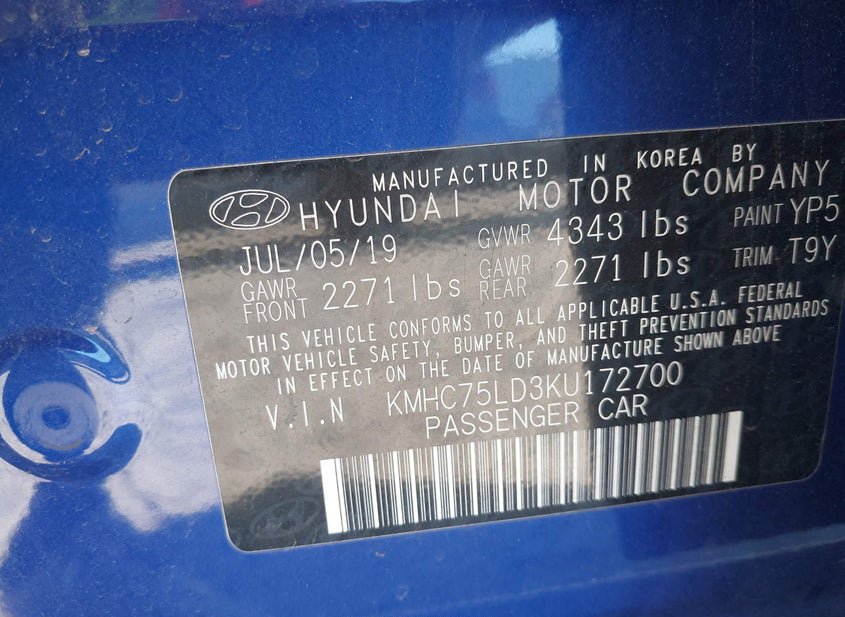 MANUFACTURED IN KOREA BY
HYUNDAI MOTOR COMPANY
JUL/05/19 GVWR 4343 lbs PAINT YP5
GAWR FRONT 2271 lbs GAWR REAR 2271 lbs TRIM T9Y
THIS VEHICLE CONFORMS TO ALL APPLICABLE U.S.A. FEDERAL
MOTOR VEHICLE SAFETY, BUMPER, AND THEFT PREVENTION STANDARDS
IN EFFECT ON THE DATE OF MANUFACTURE SHOWN ABOVE
V.I.N KMHC75LD3KU172700
PASSENGER CAR